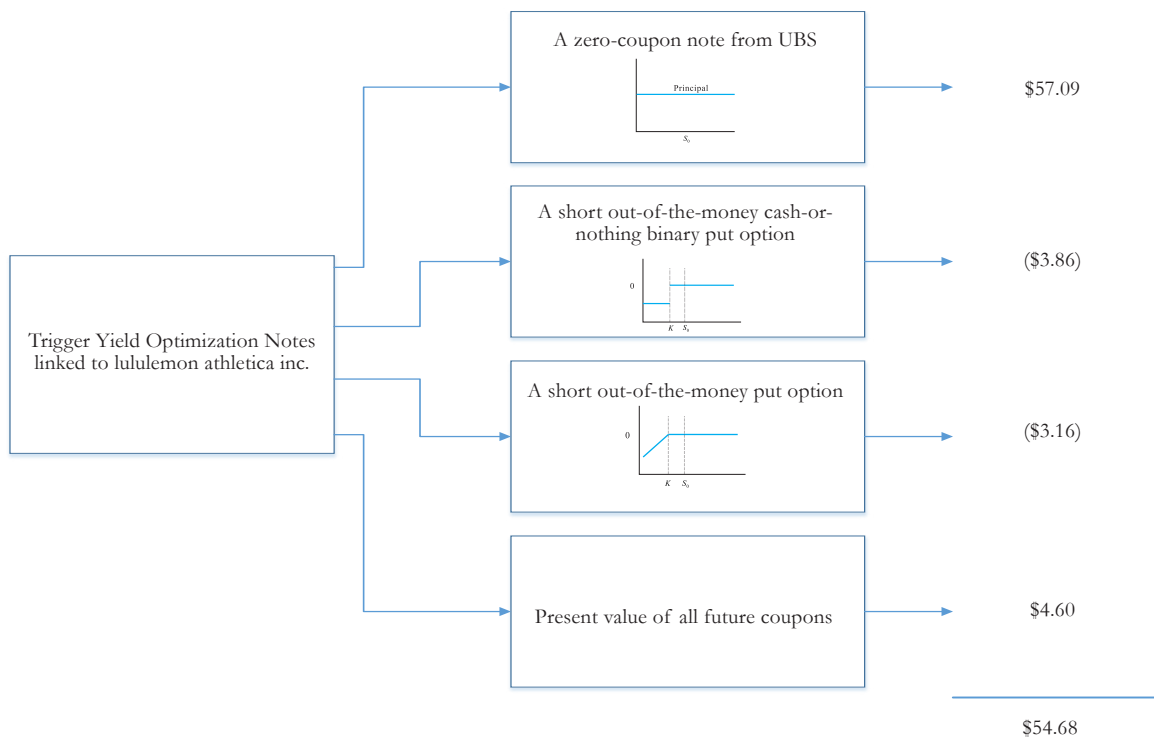 A zero-coupon note from UBS
Principal
S0
$57.09
A short out-of-the-money cash-or-
nothing binary put option
0
K S0
($3.86)
Trigger Yield Optimization Notes
linked to lululemon athletica inc.
A short out-of-the-money put option
0
K S0
($3.16)
Present value of all future coupons
$4.60
$54.68